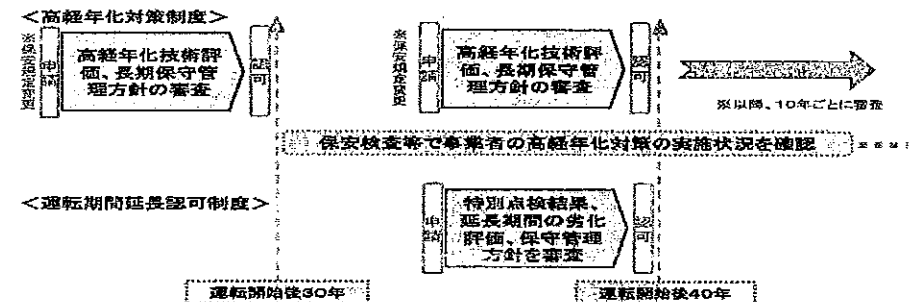 ＜高経年化対策制度＞
※保安規定変更
申請
高経年化技術評
価、長期保守管
理方針の審査
認可
※保安規定変更
申請
高経年化技術評
価、長期保守管
理方針の審査
認可
※以降、10年ごとに審査
保安検査等で事業者の高経年化対策の実施状況を確認
＜運転期間延長認可制度＞
申請
特別点検結果、
延長期間の劣化
評価、保守管理
方針を審査
認可
運転開始後30年
運転開始後40年